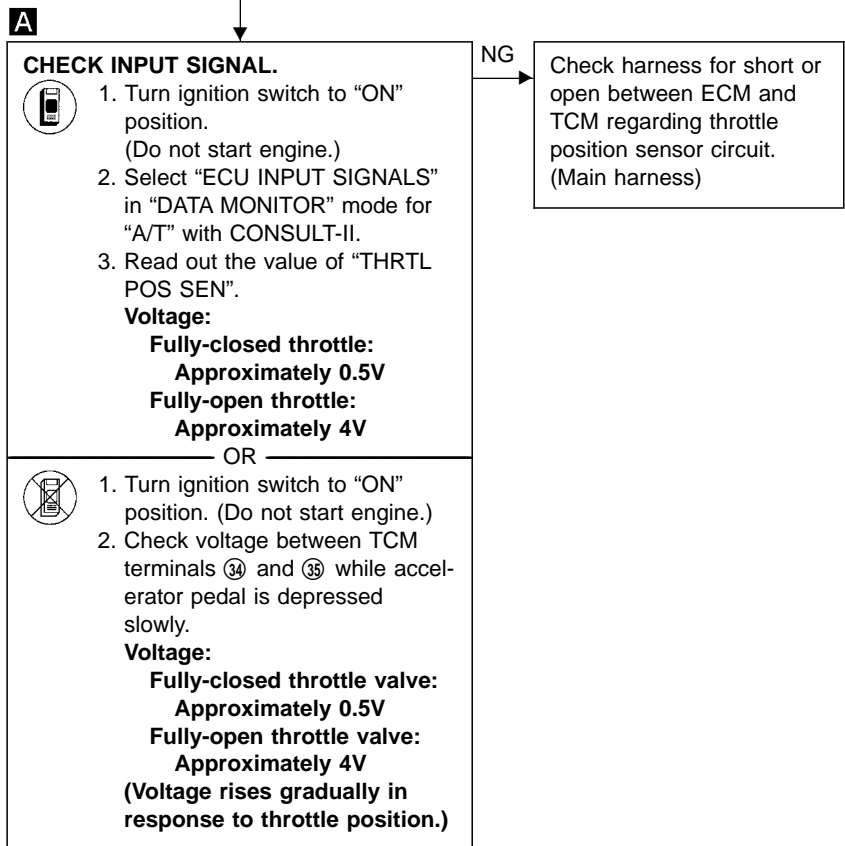 A
CHECK INPUT SIGNAL.
1. Turn ignition switch to “ON”
position.
(Do not start engine.)
2. Select “ECU INPUT SIGNALS”
in “DATA MONITOR” mode for
“A/T” with CONSULT-II.
3. Read out the value of “THRTL
POS SEN”.
Voltage:
Fully-closed throttle:
Approximately 0.5V
Fully-open throttle:
Approximately 4V
NG
Check harness for short or
open between ECM and
TCM regarding throttle
position sensor circuit.
(Main harness)
OR
1. Turn ignition switch to “ON”
position. (Do not start engine.)
2. Check voltage between TCM
terminals ㉞ and ㉟ while accel-
erator pedal is depressed
slowly.
Voltage:
Fully-closed throttle valve:
Approximately 0.5V
Fully-open throttle valve:
Approximately 4V
(Voltage rises gradually in
response to throttle position.)